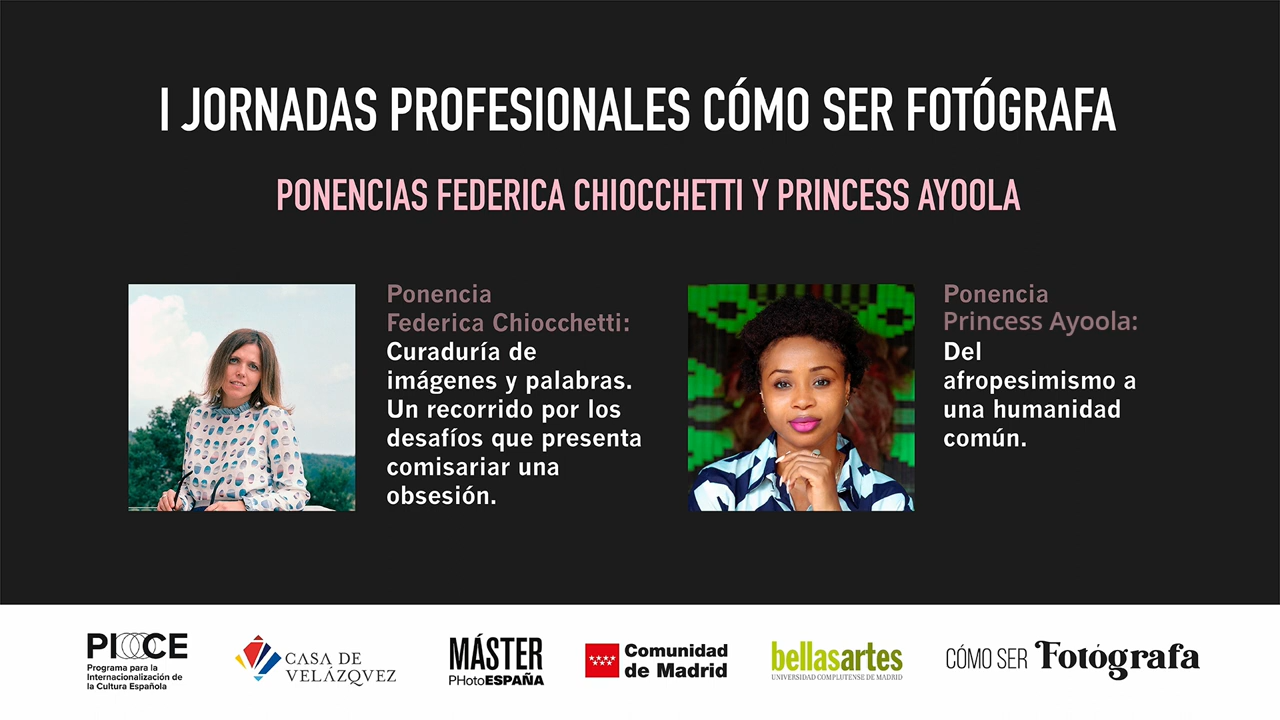 I JORNADAS PROFESIONALES CÓMO SER FOTÓGRAFA
PONENCIAS FEDERICA CHIOCCHETTI Y PRINCESS AYOOLA
Ponencia
Federica Chiocchetti:
Curaduría de
imágenes y palabras.
Un recorrido por los
desafíos que presenta
comisariar una
obsesión.
Ponencia
Princess Ayoola:
Del
afropesimismo a
una humanidad
común.
PICE
Programa para la
Internacionalización de
la Cultura Española
CASA DE
VELÁZQVEZ
MÁSTER
PHotoESPAÑA
Comunidad
de Madrid
bellasartes
UNIVERSIDAD COMPLUTENSE DE MADRID
CÓMO SER Fotógrafa